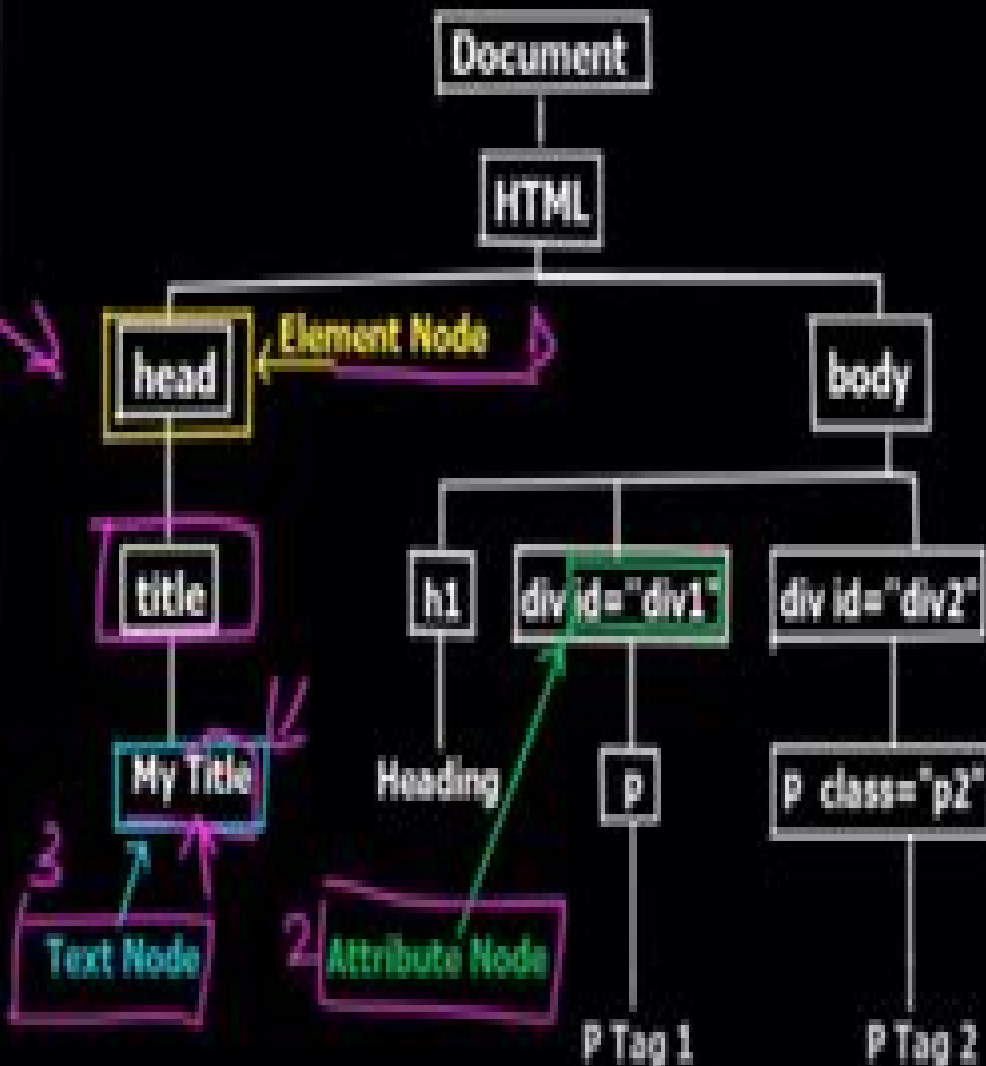 Document
HTML
head
Element Node
body
title
h1
div id="div1"
div id="div2"
My Title
Heading
p
p class="p2"
3
2
Text Node
Attribute Node
P Tag 1
P Tag 2